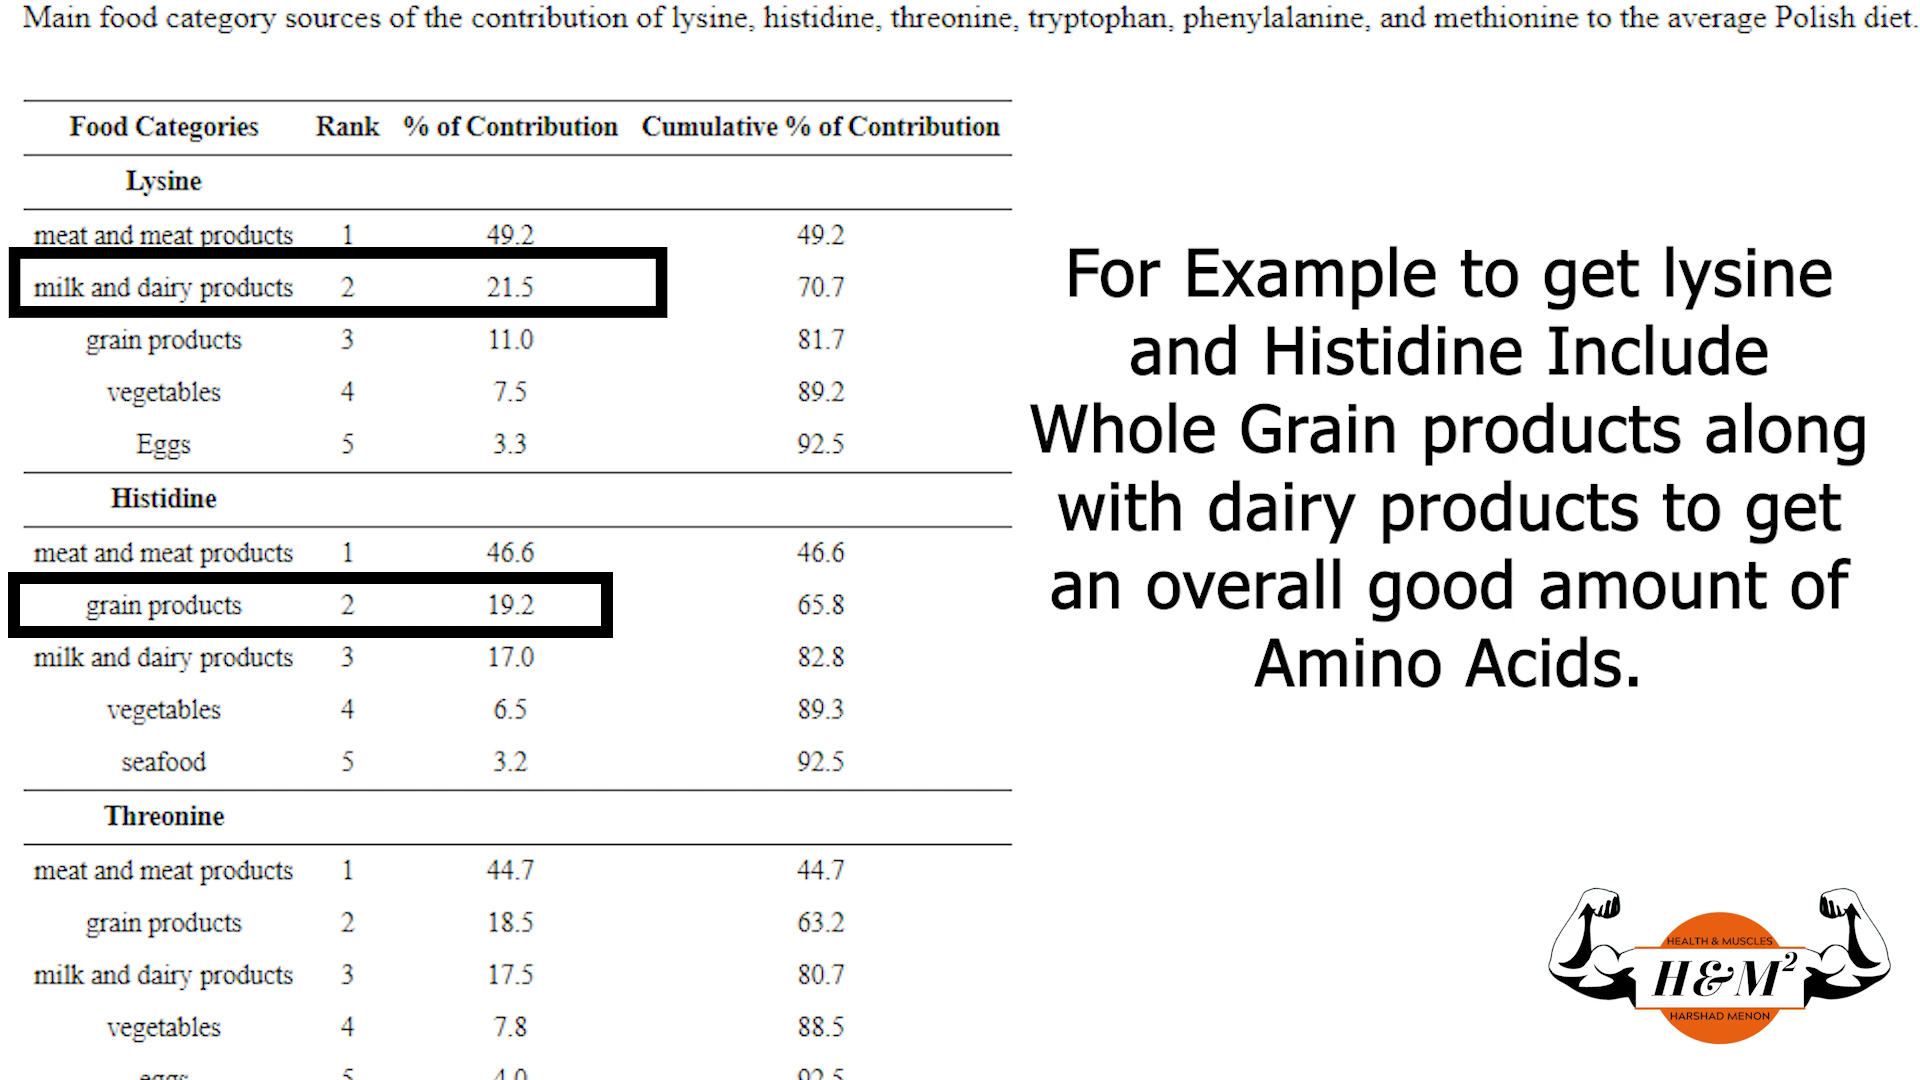 Main food category sources of the contribution of lysine, histidine, threonine, tryptophan, phenylalanine, and methionine to the average Polish diet.
Food Categories Rank % of Contribution Cumulative % of Contribution
Lysine
meat and meat products 1 49.2 49.2
milk and dairy products 2 21.5 70.7
grain products 3 11.0 81.7
vegetables 4 7.5 89.2
Eggs 5 3.3 92.5
Histidine
meat and meat products 1 46.6 46.6
grain products 2 19.2 65.8
milk and dairy products 3 17.0 82.8
vegetables 4 6.5 89.3
seafood 5 3.2 92.5
Threonine
meat and meat products 1 44.7 44.7
grain products 2 18.5 63.2
milk and dairy products 3 17.5 80.7
vegetables 4 7.8 88.5
eggs 5 4.0 92.5
For Example to get lysine
and Histidine Include
Whole Grain products along
with dairy products to get
an overall good amount of
Amino Acids.
HEALTH & MUSCLES
H&M²
HARSHAD MENON